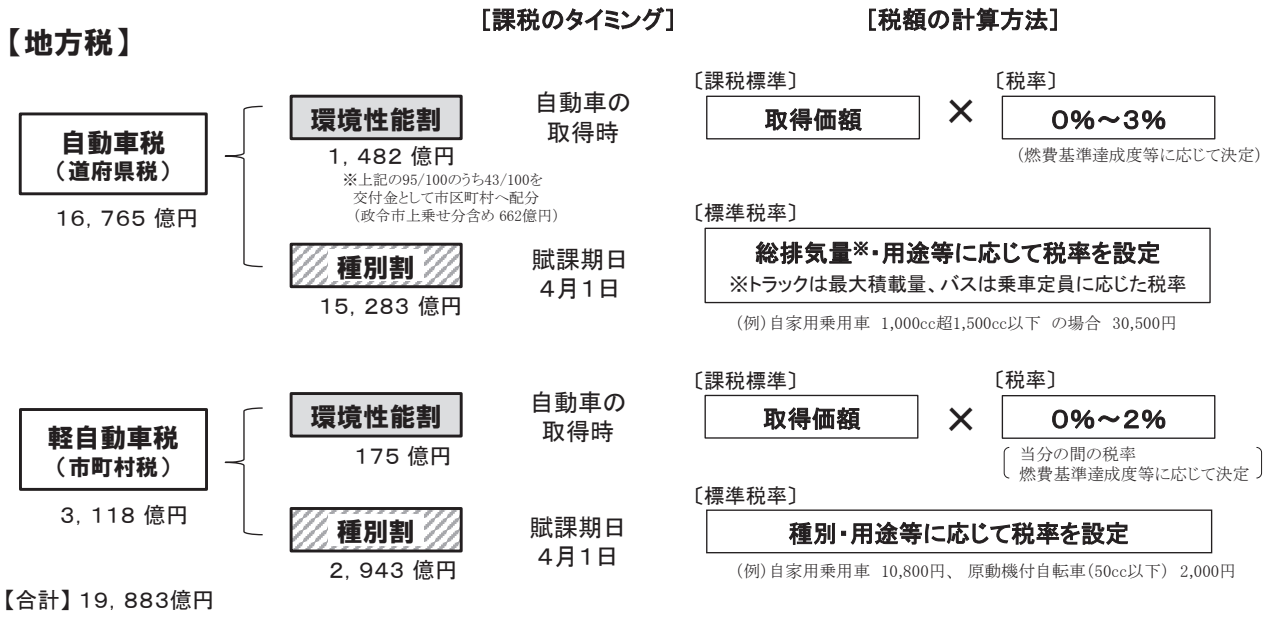 ［課税のタイミング］
［税額の計算方法］
【地方税】
自動車税
（道府県税）
16，765 億円
環境性能割
1，482 億円
※上記の95/100のうち43/100を
交付金として市区町村へ配分
（政令市上乗せ分含め 662億円）
自動車の
取得時
〔課税標準〕
取得価額
×
〔税率〕
0％～3％
（燃費基準達成度等に応じて決定）
種別割
15，283 億円
賦課期日
4月1日
〔標準税率〕
総排気量※・用途等に応じて税率を設定
※トラックは最大積載量、バスは乗車定員に応じた税率
（例）自家用乗用車 1,000cc超1,500cc以下 の場合 30,500円
軽自動車税
（市町村税）
3，118 億円
環境性能割
175 億円
自動車の
取得時
〔課税標準〕
取得価額
×
〔税率〕
0％～2％
当分の間の税率
燃費基準達成度等に応じて決定
種別割
2，943 億円
賦課期日
4月1日
〔標準税率〕
種別・用途等に応じて税率を設定
（例）自家用乗用車 10,800円、 原動機付自転車（50cc以下） 2,000円
【合計】 19，883億円